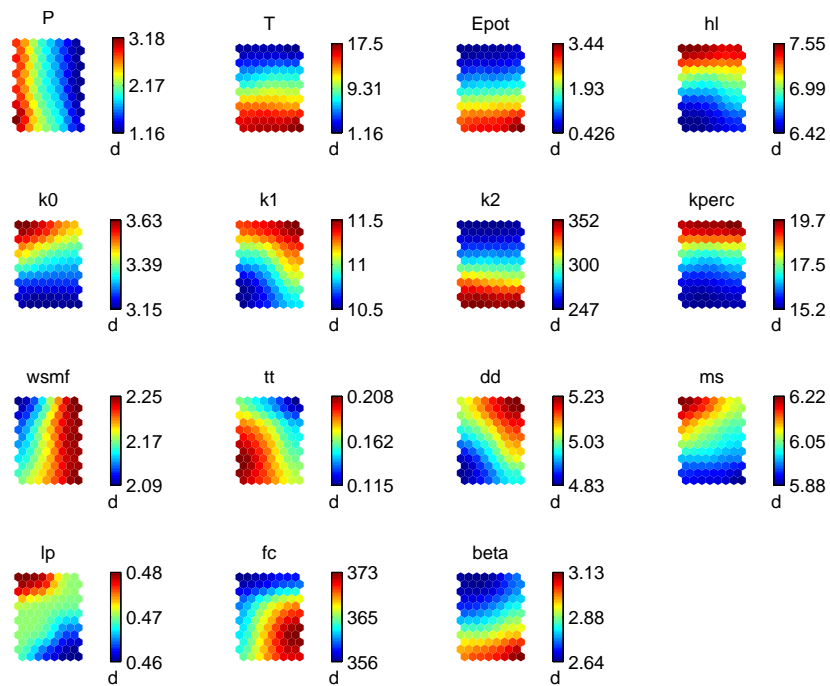 P
3.18
2.17
1.16
d
T
17.5
9.31
1.16
d
Epot
3.44
1.93
0.426
d
hl
7.55
6.99
6.42
d
k0
3.63
3.39
3.15
d
k1
11.5
11
10.5
d
k2
352
300
247
d
kperc
19.7
17.5
15.2
d
wsmf
2.25
2.17
2.09
d
tt
0.208
0.162
0.115
d
dd
5.23
5.03
4.83
d
ms
6.22
6.05
5.88
d
lp
0.48
0.47
0.46
d
fc
373
365
356
d
beta
3.13
2.88
2.64
d